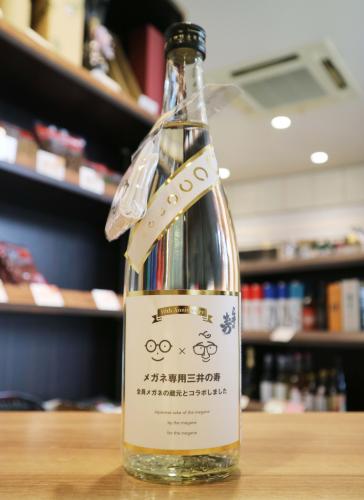 10th Anniversary
×
メガネ専用三井の寿
全員メガネの蔵元とコラボしました
Japanese sake of the megane
by the megane
for the megane